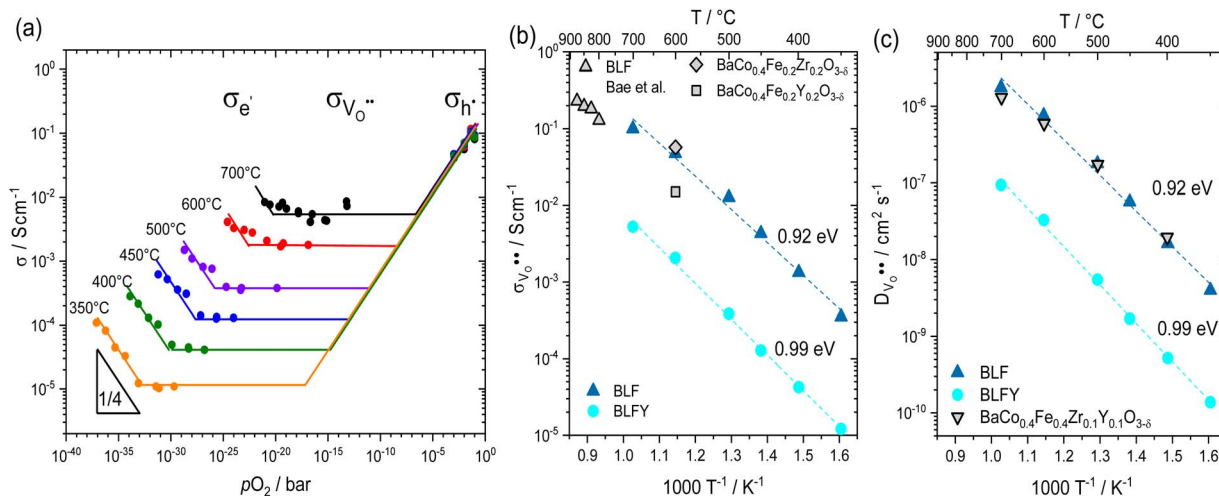 (a)
σe' σVO•• σh•
700°C
600°C
500°C
450°C
400°C
350°C
1/4
10^0
10^-1
10^-2
10^-3
10^-4
10^-5
σ / Scm^-1
10^-40 10^-35 10^-30 10^-25 10^-20 10^-15 10^-10 10^-5 10^0
pO2 / bar
(b)
T / °C
900 800 700 600 500 400
BLF
Bae et al.
BaCo0.4Fe0.2Zr0.2O3-δ
BaCo0.4Fe0.2Y0.2O3-δ
0.92 eV
0.99 eV
BLF
BLFY
10^0
10^-1
10^-2
10^-3
10^-4
10^-5
σVO•• / Scm^-1
0.9 1.0 1.1 1.2 1.3 1.4 1.5 1.6
1000 T^-1 / K^-1
(c)
T / °C
900 800 700 600 500 400
0.92 eV
0.99 eV
BLF
BLFY
BaCo0.4Fe0.4Zr0.1Y0.1O3-δ
10^-6
10^-7
10^-8
10^-9
10^-10
DVO•• / cm^2 s^-1
0.9 1.0 1.1 1.2 1.3 1.4 1.5 1.6
1000 T^-1 / K^-1